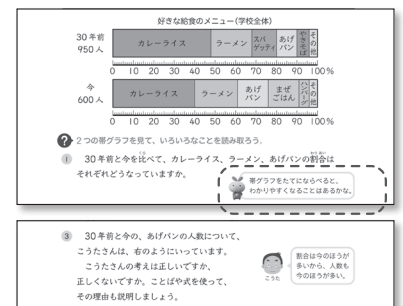 好きな給食のメニュー（学校全体）
30年前
950人
カレーライス ラーメン スパゲッティ あげパン やきそば その他
0 10 20 30 40 50 60 70 80 90 100%
今
600人
カレーライス ラーメン あげパン まぜごはん ハンバーグ その他
0 10 20 30 40 50 60 70 80 90 100%
? 2つの帯グラフを見て、いろいろなことを読み取ろう。
① 30年前と今を比べて、カレーライス、ラーメン、あげパンの割合は
それぞれどうなっていますか。
帯グラフをたてにならべると、
わかりやすくなることはあるかな。
③ 30年前と今の、あげパンの人数について、
こうたさんは、右のようにいっています。
こうたさんの考えは正しいですか、
正しくないですか。ことばや式を使って、
その理由も説明しましょう。
こうた
割合は今のほうが
多いから、人数も
今のほうが多い。